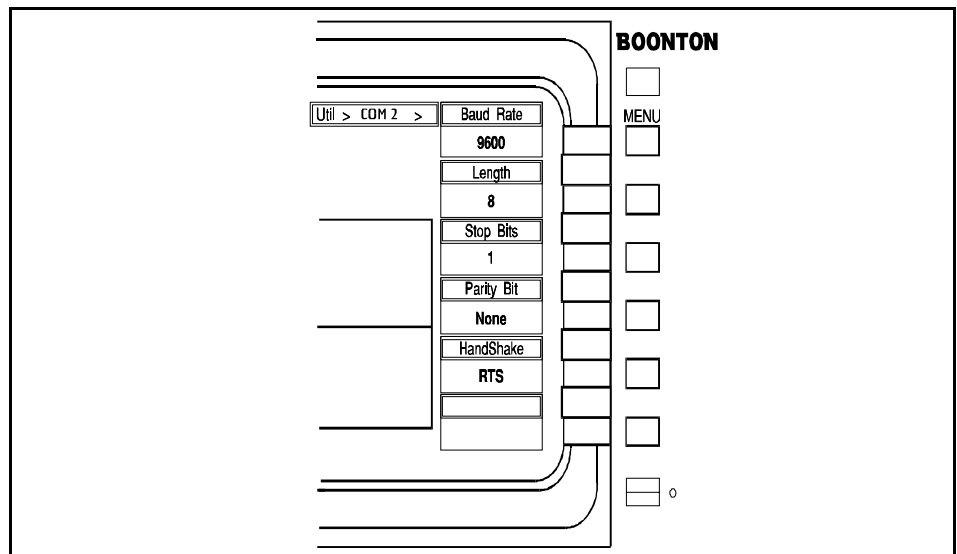 BOONTON
MENU
Util > COM 2 >
Baud Rate
9600
Length
8
Stop Bits
1
Parity Bit
None
HandShake
RTS
O